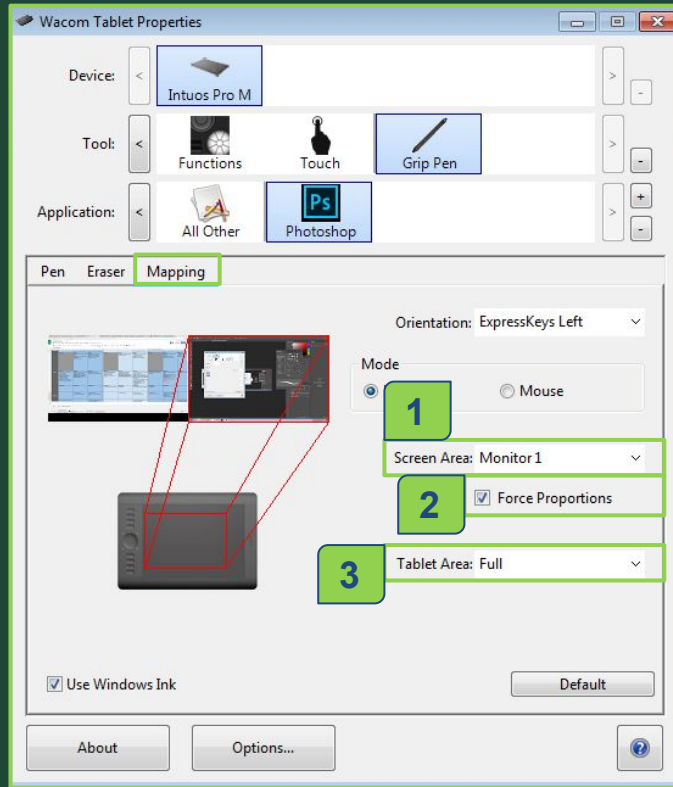 Wacom Tablet Properties
Device:
<
Intuos Pro M
>
-
Tool:
<
Functions
Touch
Grip Pen
>
-
Application:
<
All Other
Ps
Photoshop
>
+
-
Pen Eraser Mapping
Orientation: ExpressKeys Left
Mode
Mouse
1
Screen Area: Monitor 1
2
Force Proportions
3
Tablet Area: Full
Use Windows Ink
Default
About
Options...
?